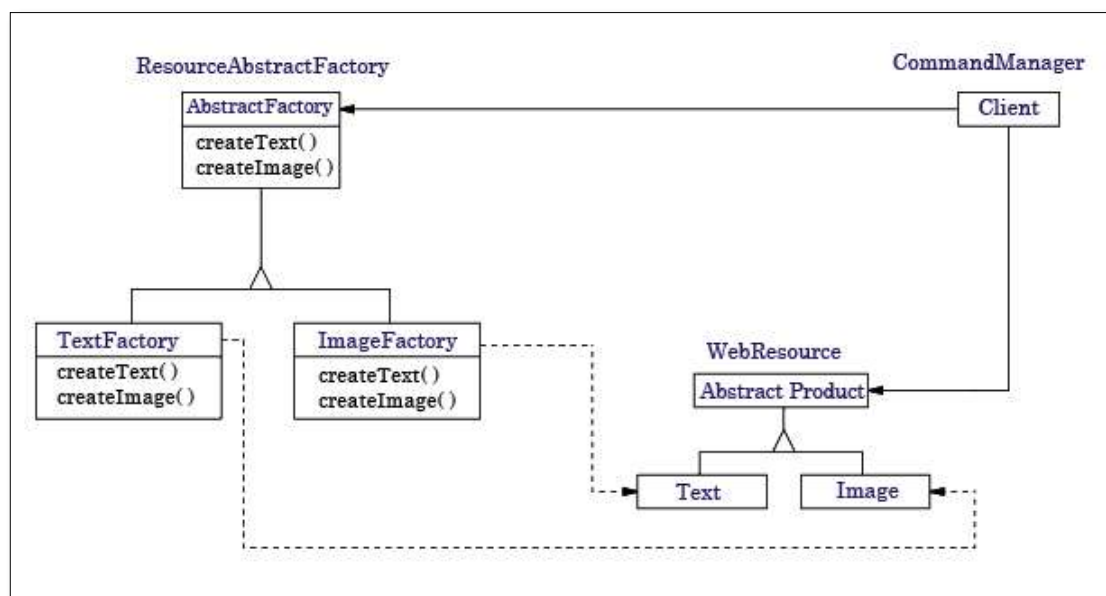 ResourceAbstractFactory
CommandManager
AbstractFactory
Client
createText( )
createImage( )
TextFactory
createText( )
createImage( )
ImageFactory
createText( )
createImage( )
WebResource
Abstract Product
Text
Image